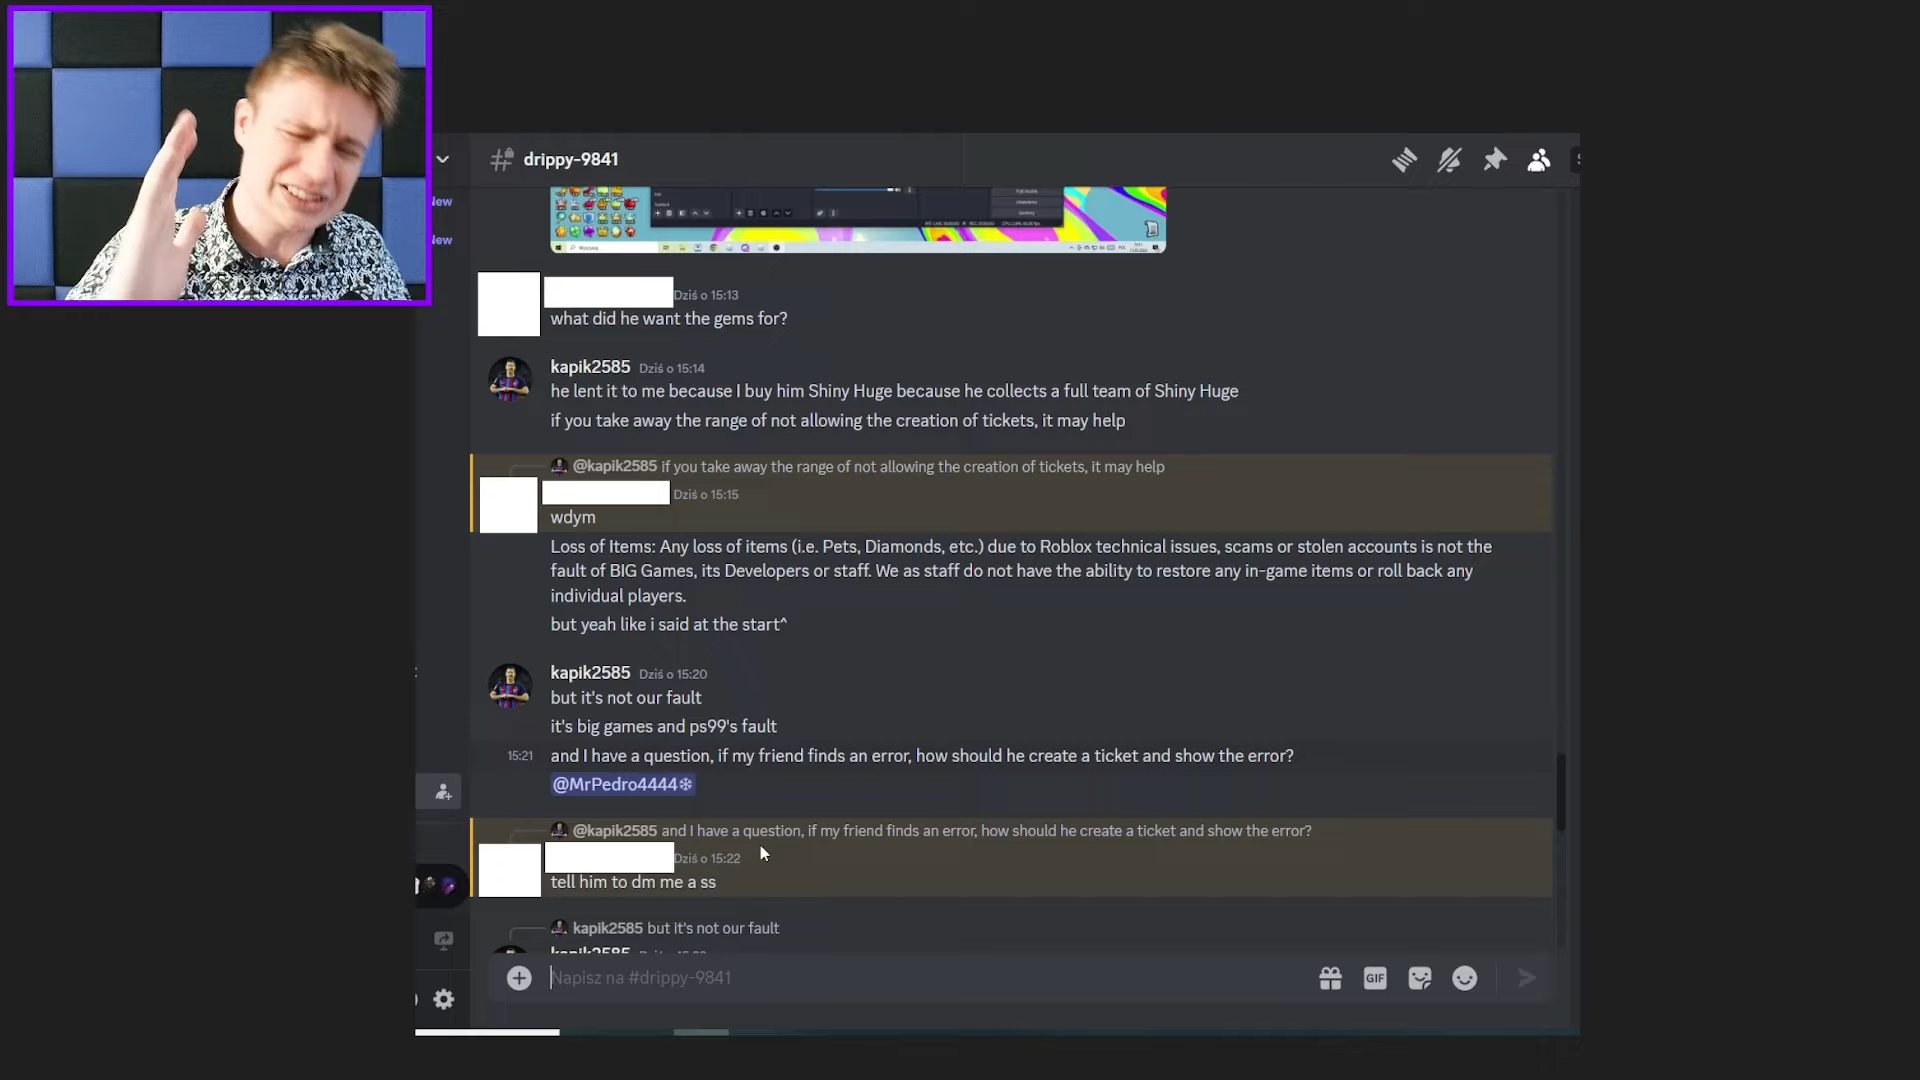 drippy-9841
New
New
Dziś o 15:13
what did he want the gems for?
kapik2585 Dziś o 15:14
he lent it to me because I buy him Shiny Huge because he collects a full team of Shiny Huge
if you take away the range of not allowing the creation of tickets, it may help
@kapik2585 if you take away the range of not allowing the creation of tickets, it may help
Dziś o 15:15
wdym
Loss of Items: Any loss of items (i.e. Pets, Diamonds, etc.) due to Roblox technical issues, scams or stolen accounts is not the
fault of BIG Games, its Developers or staff. We as staff do not have the ability to restore any in-game items or roll back any
individual players.
but yeah like i said at the start^
kapik2585 Dziś o 15:20
but it's not our fault
it's big games and ps99's fault
15:21 and I have a question, if my friend finds an error, how should he create a ticket and show the error?
@MrPedro4444❄
@kapik2585 and I have a question, if my friend finds an error, how should he create a ticket and show the error?
Dziś o 15:22
tell him to dm me a ss
kapik2585 but it's not our fault
kapik2585
Napisz na #drippy-9841
GIF